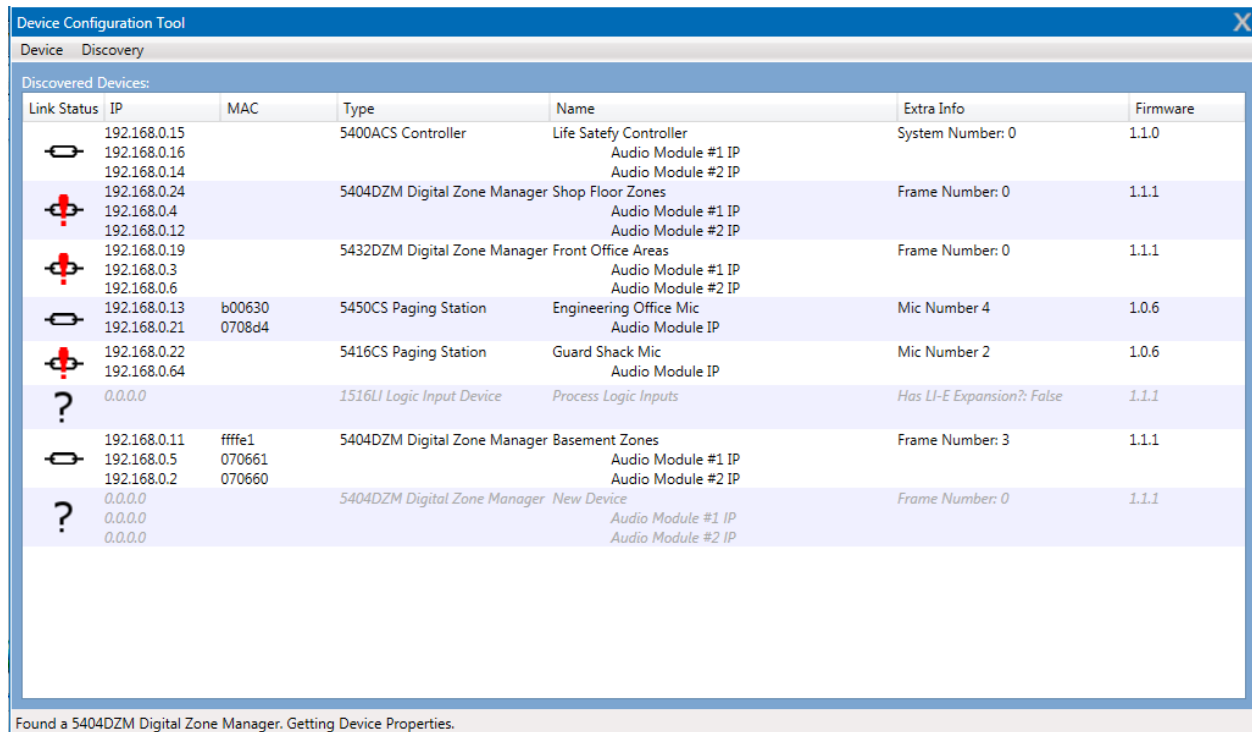 Device Configuration Tool X
Device Discovery
Discovered Devices:
Link Status IP MAC Type Name Extra Info Firmware
192.168.0.15 5400ACS Controller Life Satefy Controller System Number: 0 1.1.0
192.168.0.16 Audio Module #1 IP
192.168.0.14 Audio Module #2 IP
192.168.0.24 5404DZM Digital Zone Manager Shop Floor Zones Frame Number: 0 1.1.1
192.168.0.4 Audio Module #1 IP
192.168.0.12 Audio Module #2 IP
192.168.0.19 5432DZM Digital Zone Manager Front Office Areas Frame Number: 0 1.1.1
192.168.0.3 Audio Module #1 IP
192.168.0.6 Audio Module #2 IP
192.168.0.13 b00630 5450CS Paging Station Engineering Office Mic Mic Number 4 1.0.6
192.168.0.21 0708d4 Audio Module IP
192.168.0.22 5416CS Paging Station Guard Shack Mic Mic Number 2 1.0.6
192.168.0.64 Audio Module IP
? 0.0.0.0 1516LI Logic Input Device Process Logic Inputs Has LI-E Expansion?: False 1.1.1
192.168.0.11 ffffe1 5404DZM Digital Zone Manager Basement Zones Frame Number: 3 1.1.1
192.168.0.5 070661 Audio Module #1 IP
192.168.0.2 070660 Audio Module #2 IP
0.0.0.0 5404DZM Digital Zone Manager New Device Frame Number: 0 1.1.1
? 0.0.0.0 Audio Module #1 IP
0.0.0.0 Audio Module #2 IP
Found a 5404DZM Digital Zone Manager. Getting Device Properties.